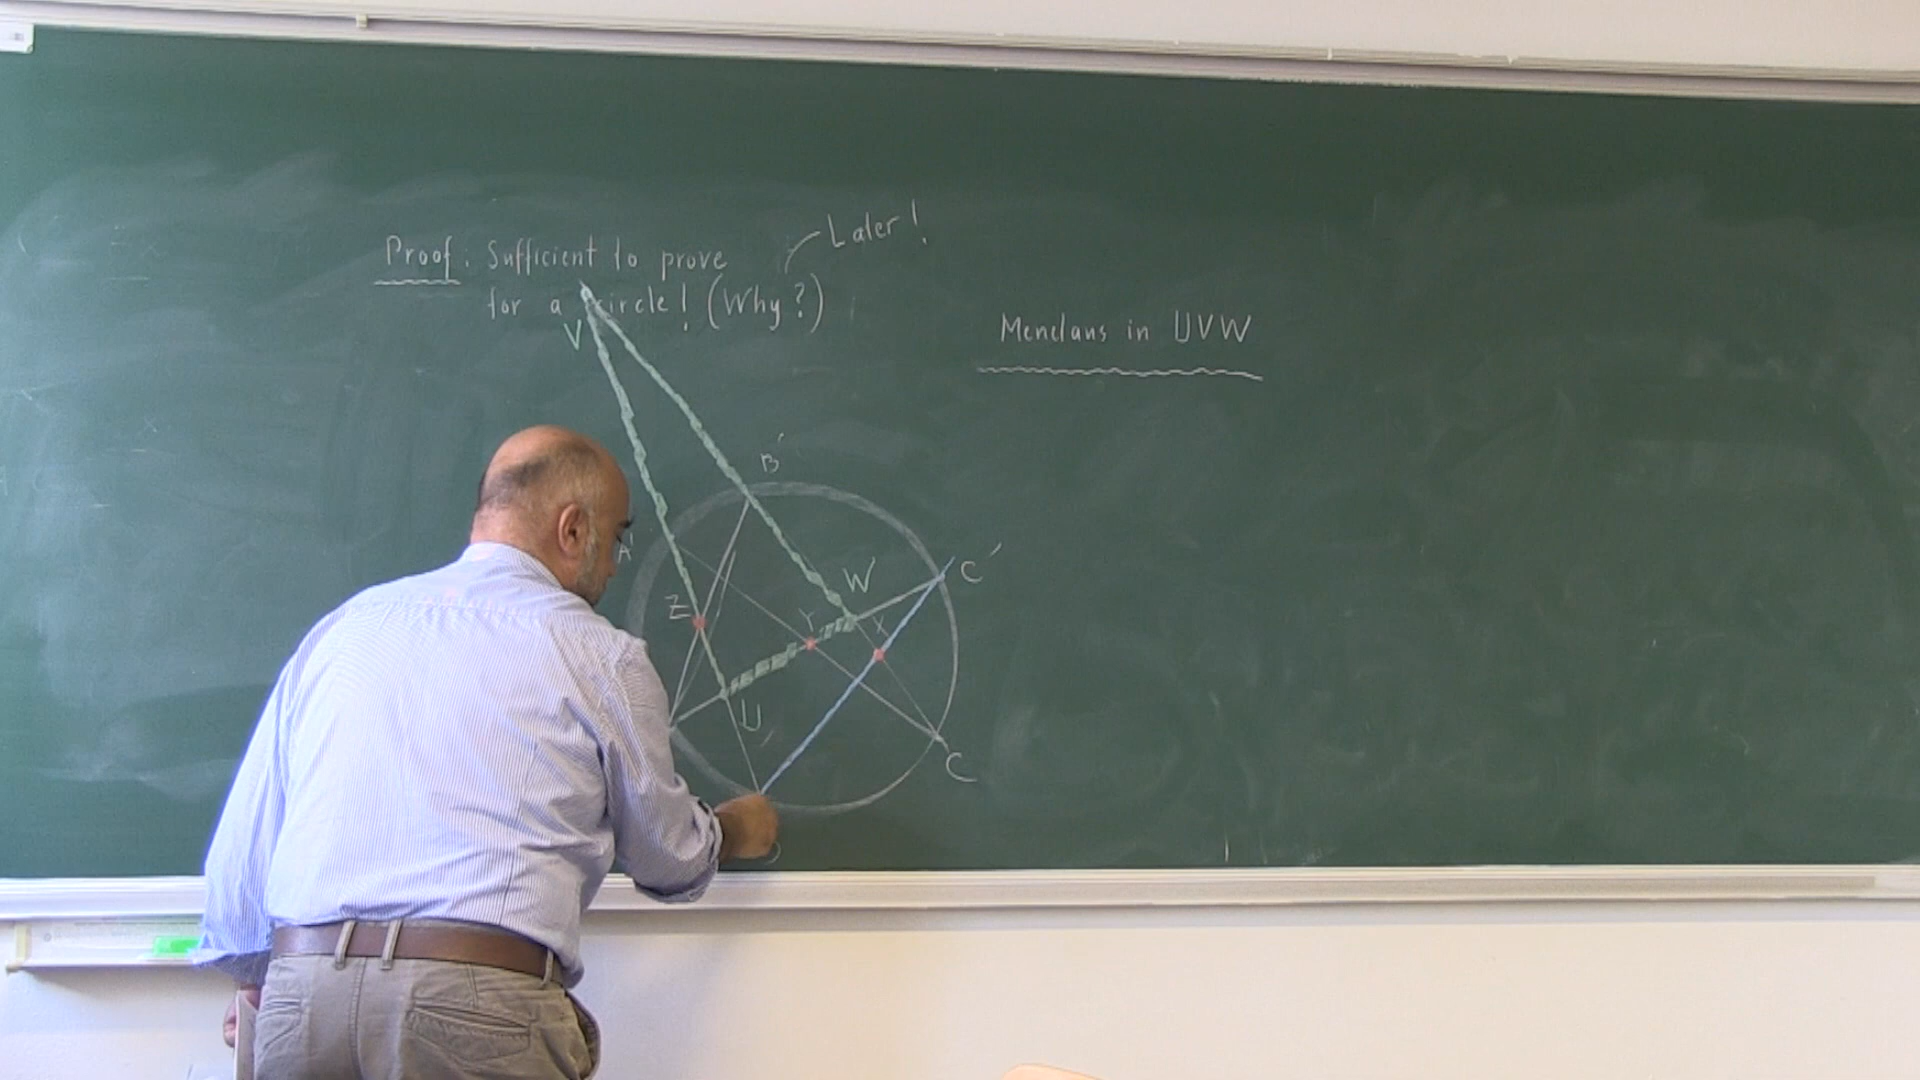 Proof: Sufficient to prove
for a circle! (Why?)
Later!
V
Menelaus in UVW
B'
A'
W
C'
Z
Y
X
U
C